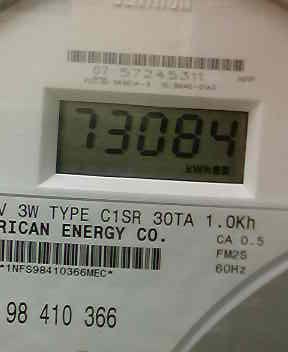 07 57245311
73084
kWh
V 3W TYPE C1SR 30TA 1.0Kh
RICAN ENERGY CO.
CA 0.5
FM2S
60Hz
*1NFS98410366MEC*
98 410 366